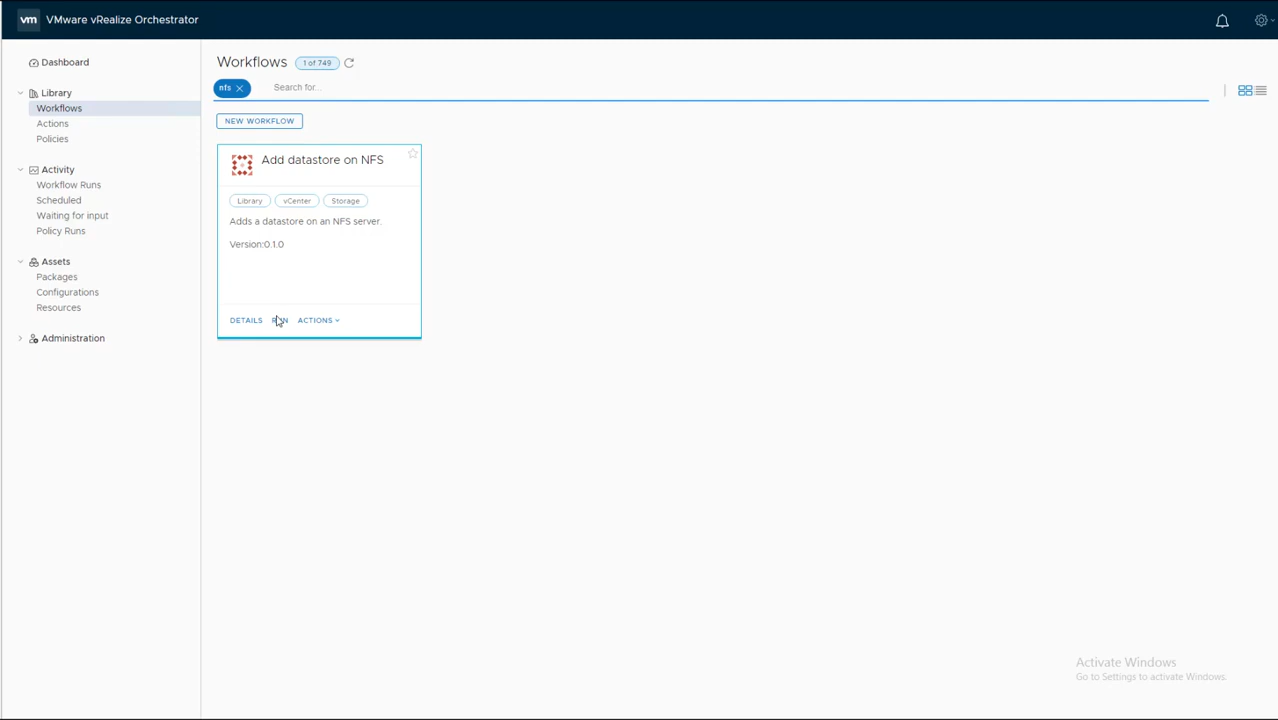 vm VMware vRealize Orchestrator
Dashboard
Library
Workflows
Actions
Policies
Activity
Workflow Runs
Scheduled
Waiting for input
Policy Runs
Assets
Packages
Configurations
Resources
Administration
Workflows 1 of 749
nfs Search for...
NEW WORKFLOW
Add datastore on NFS
Library vCenter Storage
Adds a datastore on an NFS server.
Version:0.1.0
DETAILS RUN ACTIONS
Activate Windows
Go to Settings to activate Windows.